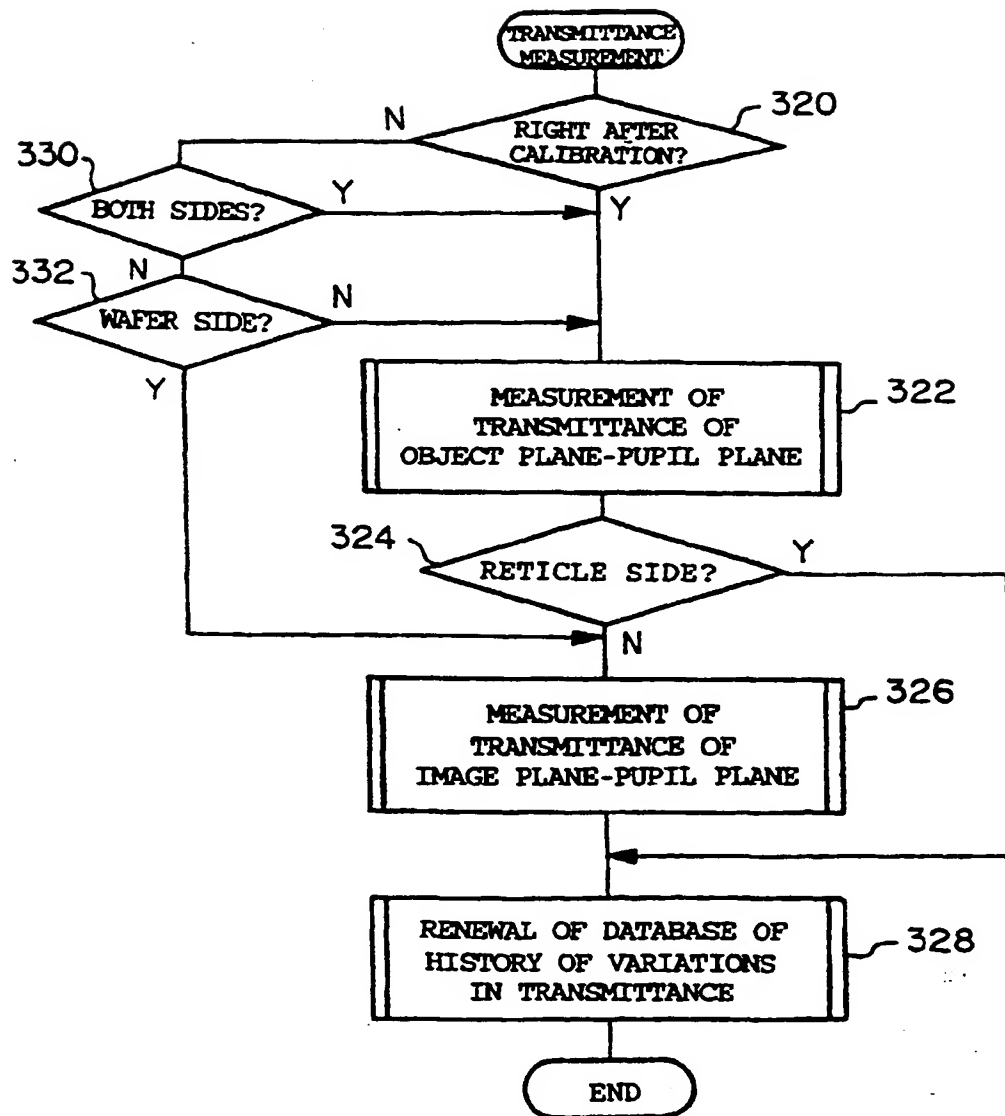 TRANSMITTANCE
MEASUREMENT
320
N
RIGHT AFTER
CALIBRATION?
330
Y
BOTH SIDES?
Y
332
N
N
WAFER SIDE?
Y
MEASUREMENT OF
TRANSMITTANCE OF
OBJECT PLANE-PUPIL PLANE
322
324
Y
RETICLE SIDE?
N
326
MEASUREMENT OF
TRANSMITTANCE OF
IMAGE PLANE-PUPIL PLANE
RENEWAL OF DATABASE OF
HISTORY OF VARIATIONS
IN TRANSMITTANCE
328
END